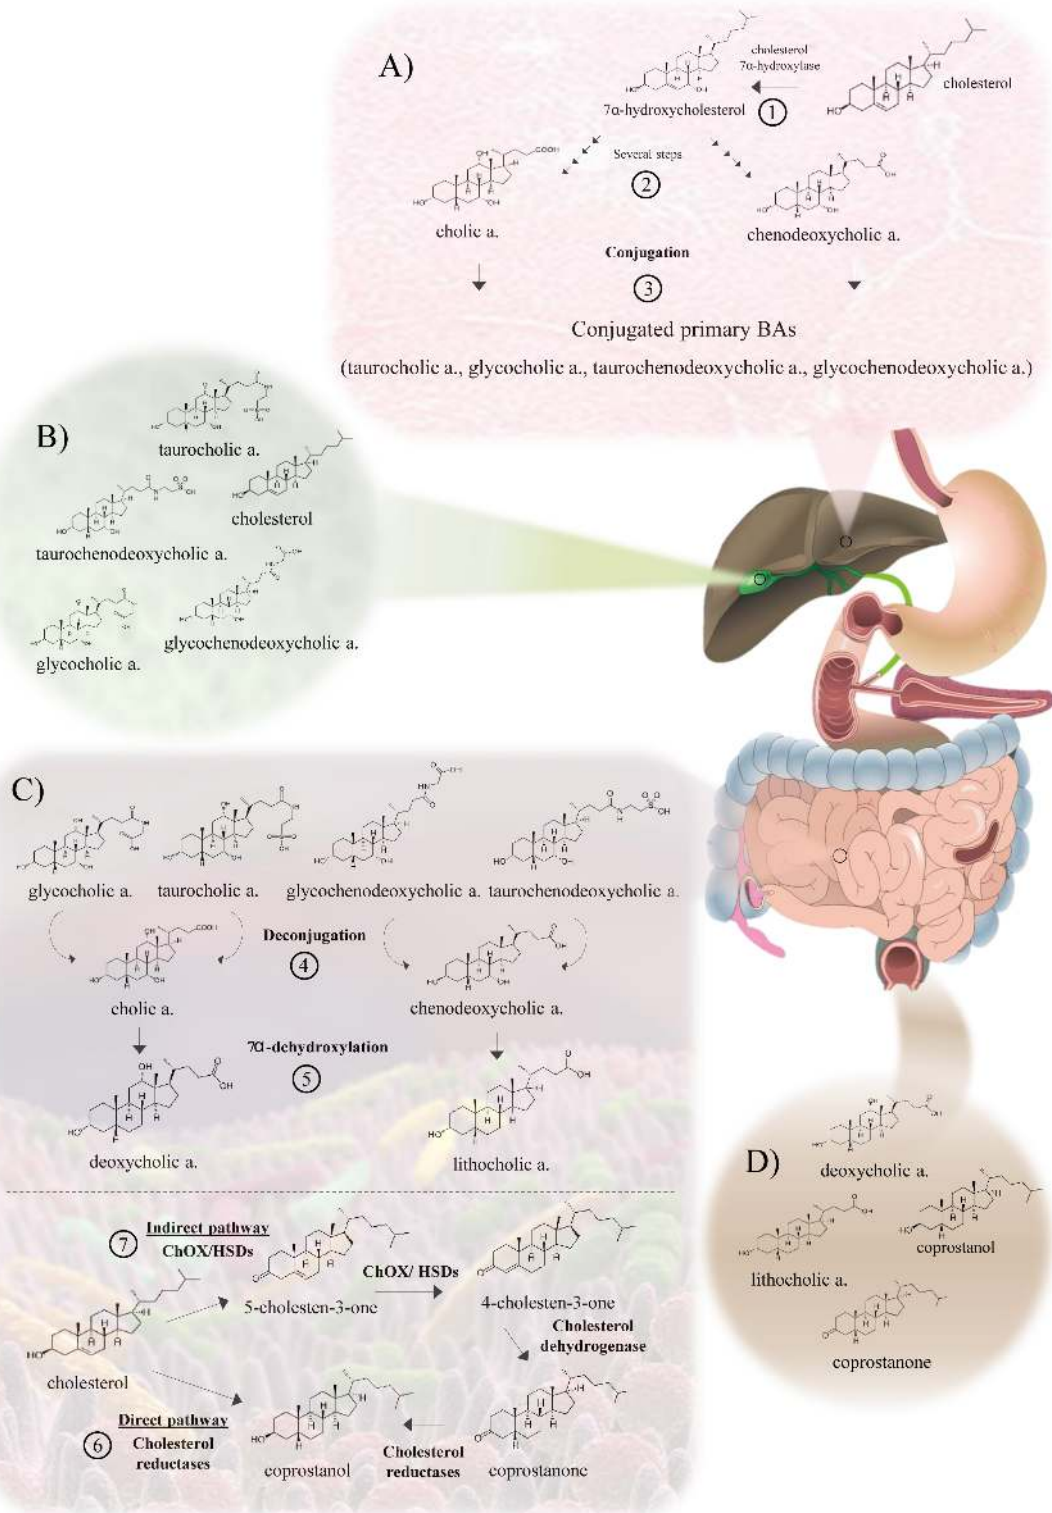 A)
cholesterol
7α-hydroxylase
cholesterol
7α-hydroxycholesterol
1
Several steps
2
cholic a.
chenodeoxycholic a.
Conjugation
3
Conjugated primary BAs
(taurocholic a., glycocholic a., taurochenodeoxycholic a., glycochenodeoxycholic a.)
B)
taurocholic a.
cholesterol
taurochenodeoxycholic a.
glycochenodeoxycholic a.
glycocholic a.
C)
glycocholic a. taurocholic a. glycochenodeoxycholic a. taurochenodeoxycholic a.
Deconjugation
4
cholic a.
chenodeoxycholic a.
7α-dehydroxylation
5
deoxycholic a.
lithocholic a.
7
Indirect pathway
ChOX/HSDs
ChOX/ HSDs
5-cholesten-3-one
4-cholesten-3-one
Cholesterol
dehydrogenase
cholesterol
Direct pathway
6
Cholesterol
reductases
coprostanol
Cholesterol
reductases
coprostanone
D)
deoxycholic a.
coprostanol
lithocholic a.
coprostanone